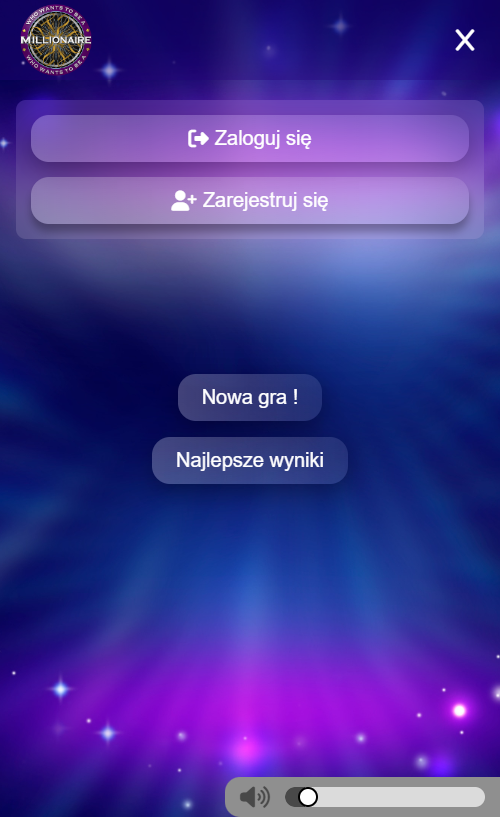 WHO WANTS TO BE A
MILLIONAIRE
WHO WANTS TO BE A
Zaloguj się
Zarejestruj się
Nowa gra !
Najlepsze wyniki